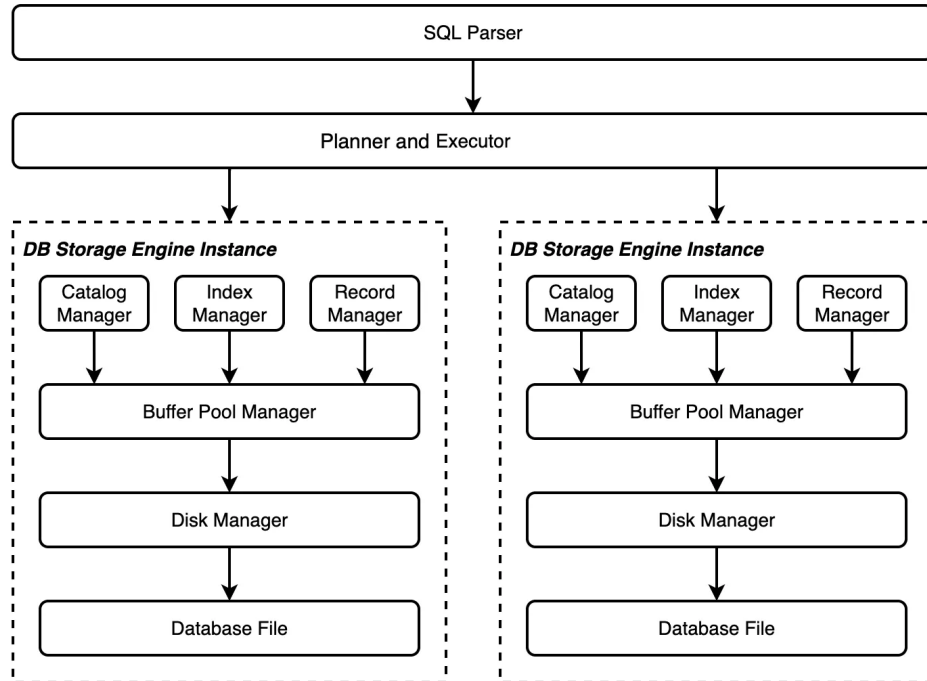 SQL Parser
Planner and Executor
DB Storage Engine Instance
Catalog
Manager
Index
Manager
Record
Manager
Buffer Pool Manager
Disk Manager
Database File
DB Storage Engine Instance
Catalog
Manager
Index
Manager
Record
Manager
Buffer Pool Manager
Disk Manager
Database File